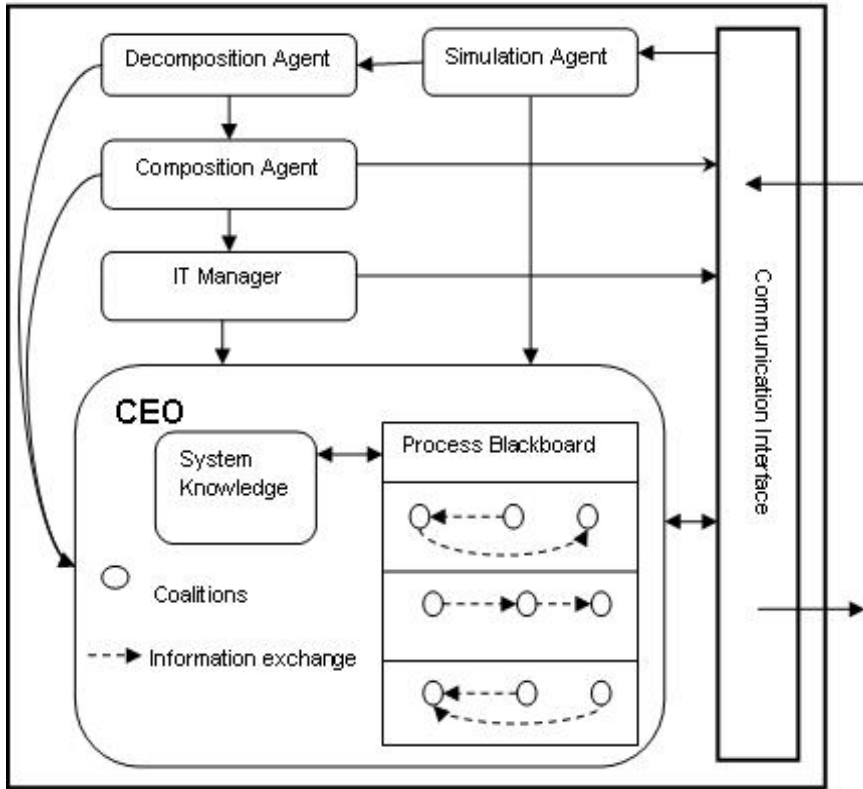 Decomposition Agent
Simulation Agent
Composition Agent
IT Manager
Communication Interface
CEO
System
Knowledge
Process Blackboard
Coalitions
Information exchange